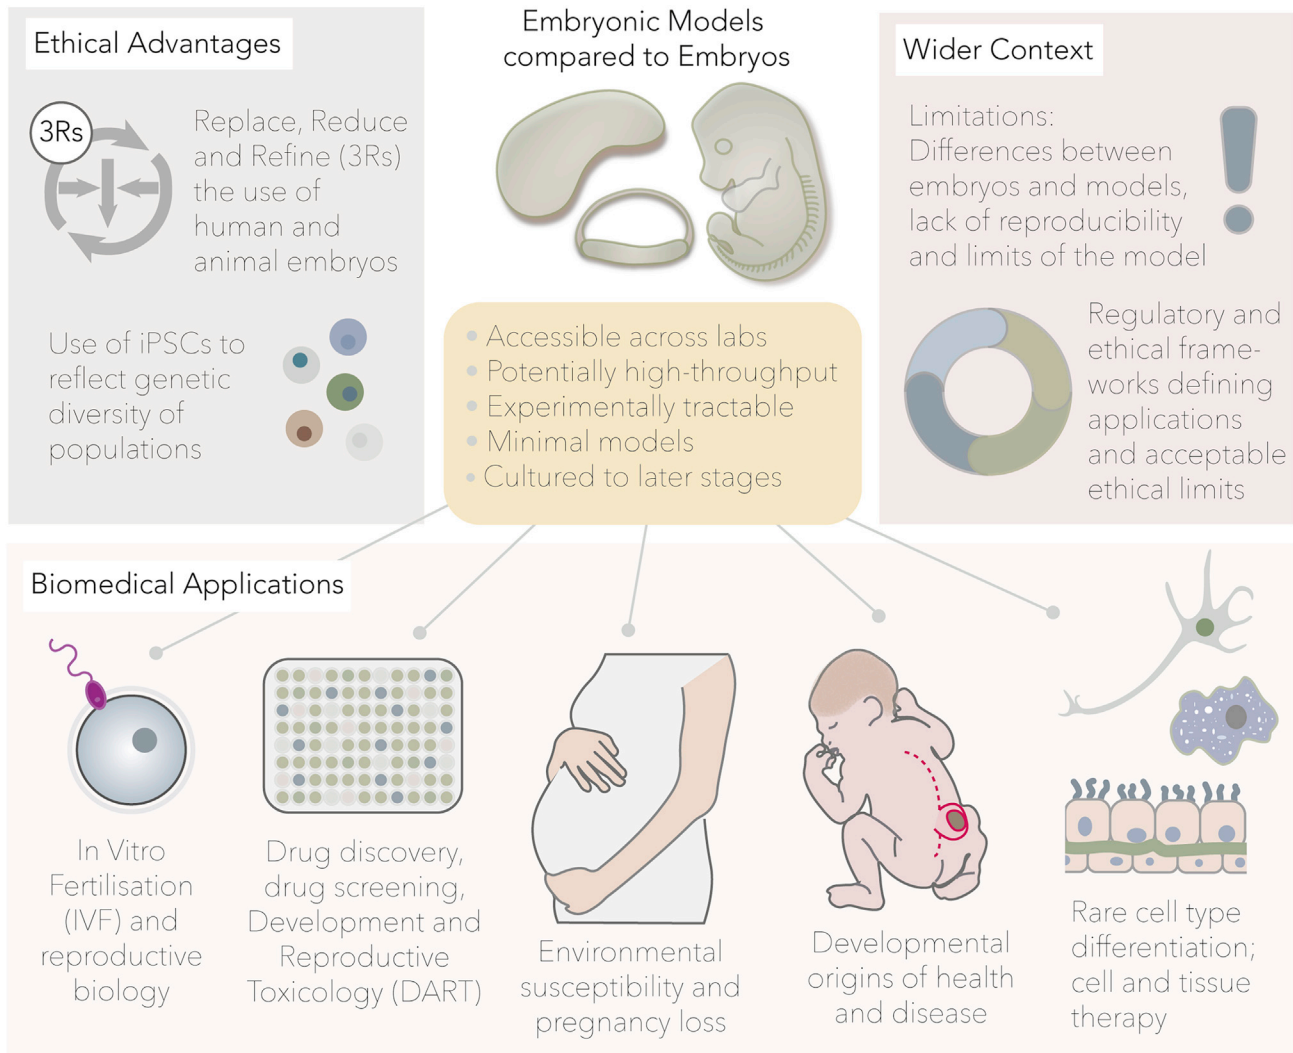 Ethical Advantages
3Rs
Replace, Reduce
and Refine (3Rs)
the use of
human and
animal embryos
Use of iPSCs to
reflect genetic
diversity of
populations
Embryonic Models
compared to Embryos
Accessible across labs
Potentially high-throughput
Experimentally tractable
Minimal models
Cultured to later stages
Wider Context
Limitations:
Differences between
embryos and models,
lack of reproducibility
and limits of the model
Regulatory and
ethical frame-
works defining
applications
and acceptable
ethical limits
Biomedical Applications
In Vitro
Fertilisation
(IVF) and
reproductive
biology
Drug discovery,
drug screening,
Development and
Reproductive
Toxicology (DART)
Environmental
susceptibility and
pregnancy loss
Developmental
origins of health
and disease
Rare cell type
differentiation;
cell and tissue
therapy